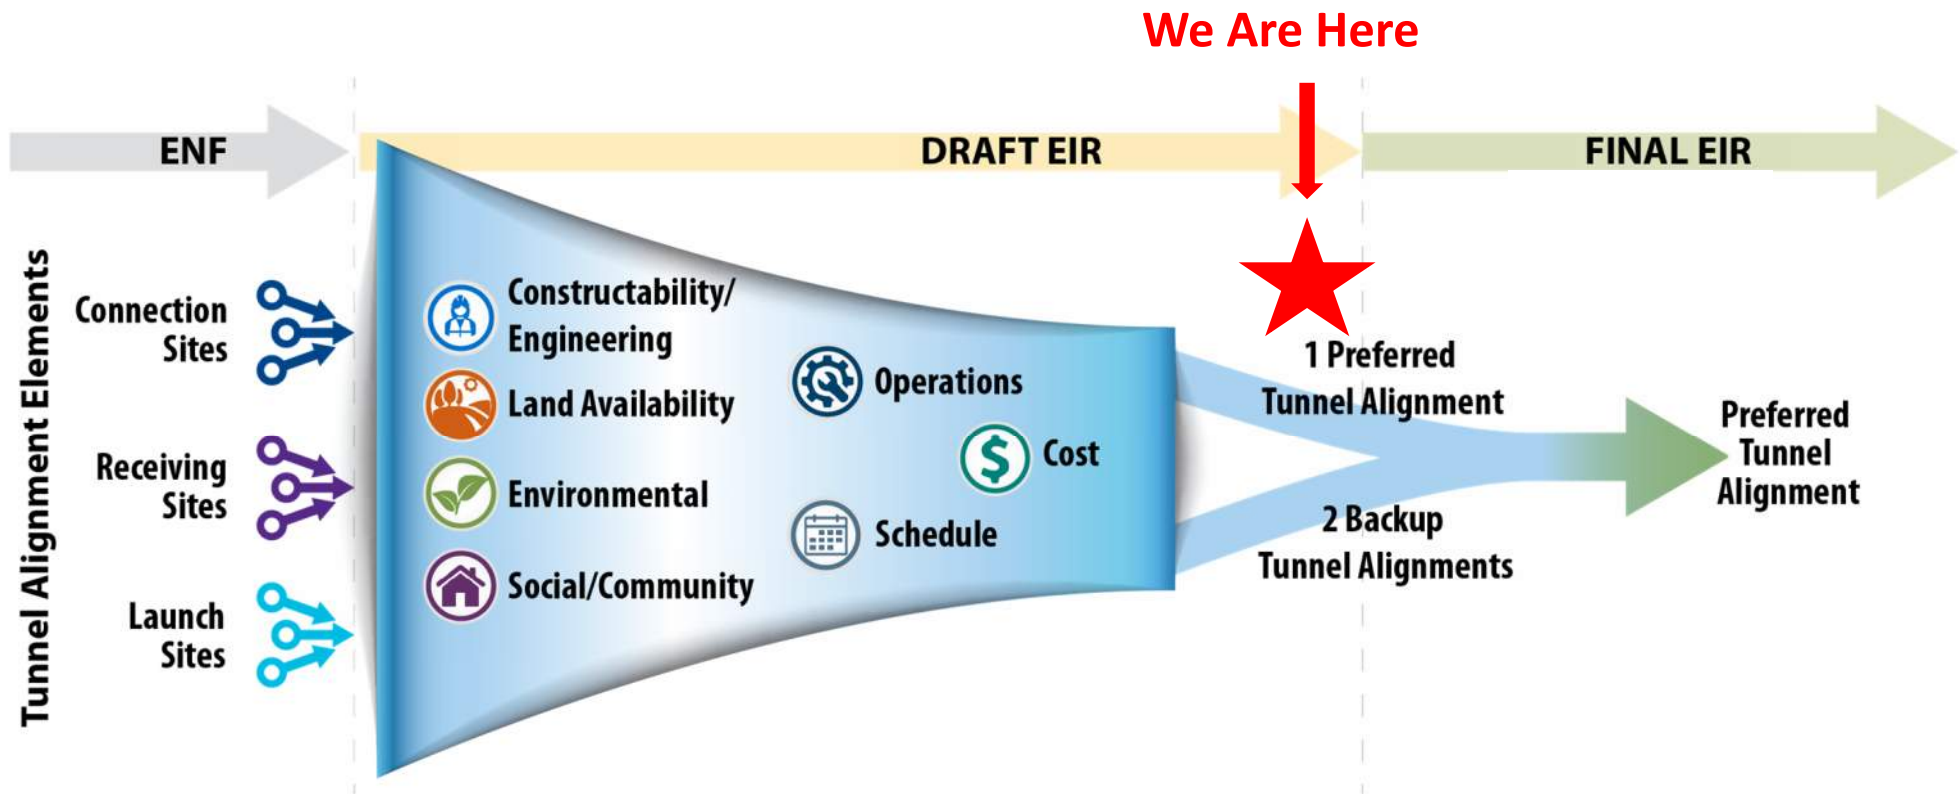 We Are Here
ENF
DRAFT EIR
FINAL EIR
Tunnel Alignment Elements
Connection
Sites
Receiving
Sites
Launch
Sites
Constructability/
Engineering
Land Availability
Environmental
Social/Community
Operations
$ Cost
Schedule
1 Preferred
Tunnel Alignment
2 Backup
Tunnel Alignments
Preferred
Tunnel
Alignment